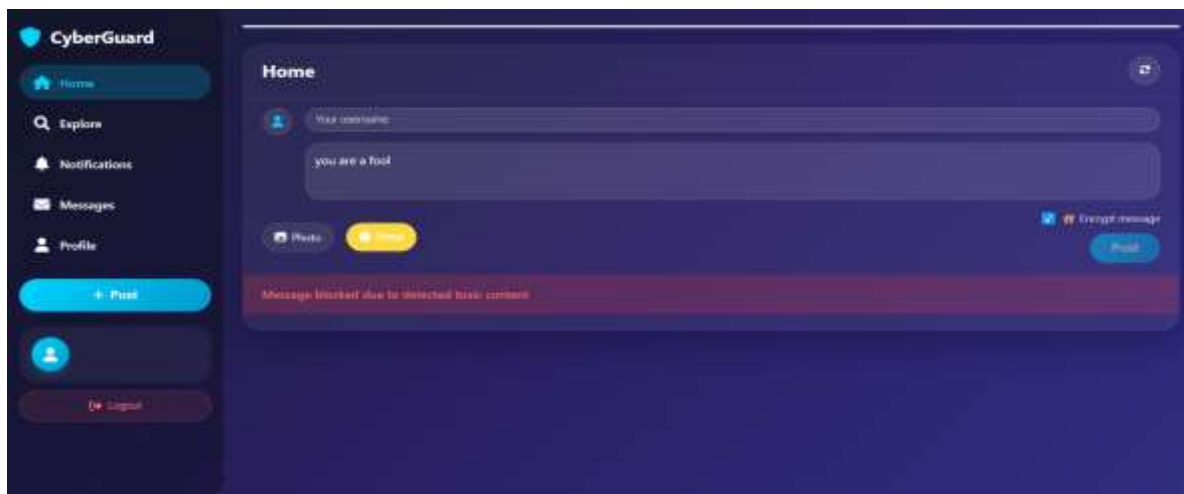 CyberGuard
Home
Explore
Notifications
Messages
Profile
+ Post
Logout
Home
Your username
you are a fool
Photo
Encrypt message
Post
Message blocked due to detected toxic content